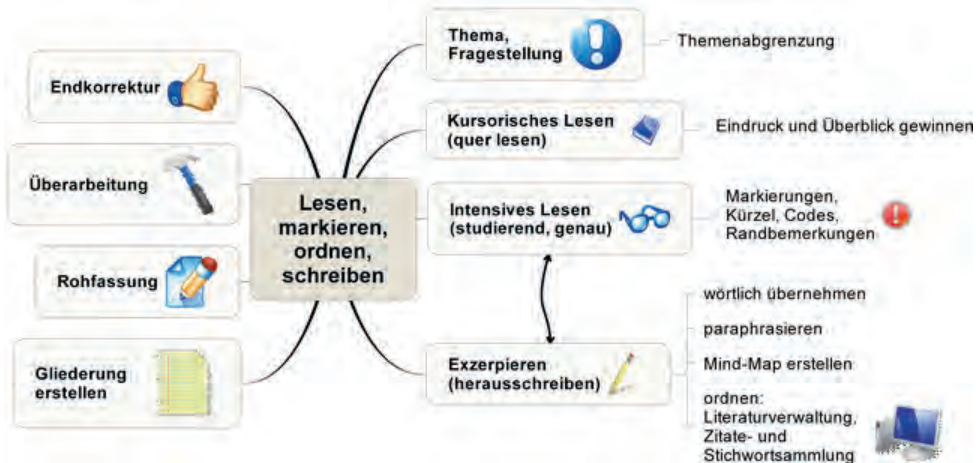 Thema,
Fragestellung
Themenabgrenzung
Kursorisches Lesen
(quer lesen)
Eindruck und Überblick gewinnen
Intensives Lesen
(studierend, genau)
Markierungen,
Kürzel, Codes,
Randbemerkungen
Exzerpieren
(herausschreiben)
wörtlich übernehmen
paraphrasieren
Mind-Map erstellen
ordnen:
Literaturverwaltung,
Zitate- und
Stichwortsammlung
Lesen,
markieren,
ordnen,
schreiben
Endkorrektur
Überarbeitung
Rohfassung
Gliederung
erstellen